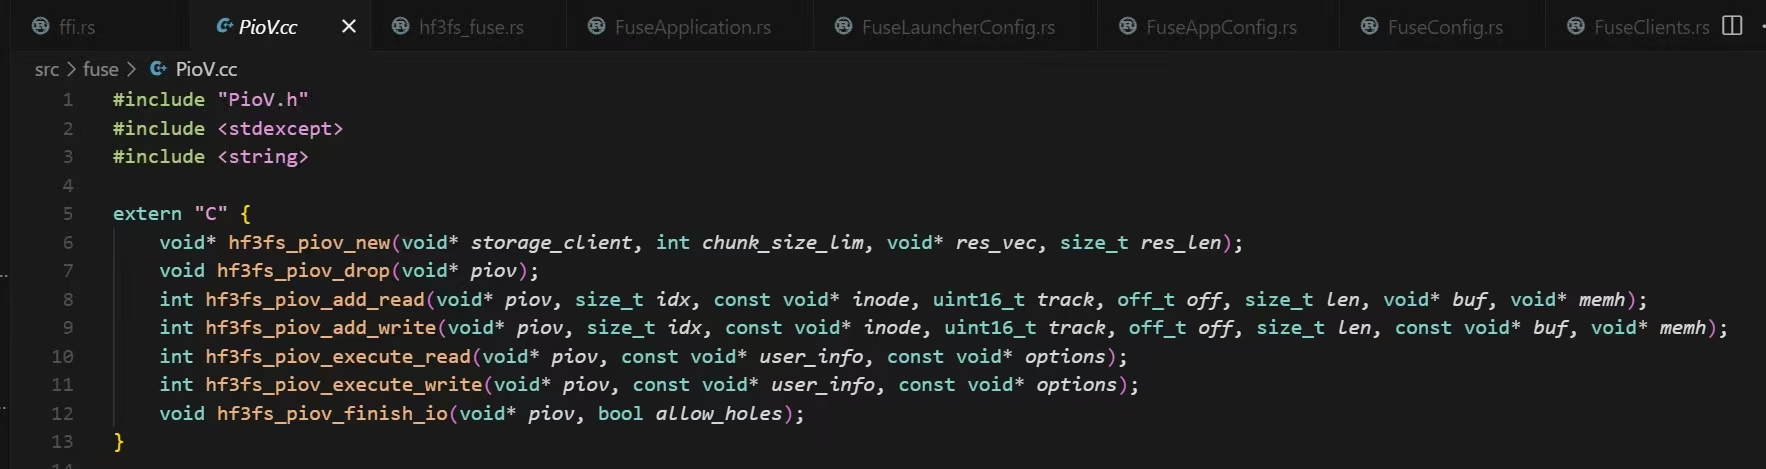 ffi.rs PioV.cc hf3fs_fuse.rs FuseApplication.rs FuseLauncherConfig.rs FuseAppConfig.rs FuseConfig.rs FuseClients.rs
src > fuse > PioV.cc
1 #include "PioV.h"
2 #include <stdexcept>
3 #include <string>
4
5 extern "C" {
6 void* hf3fs_piov_new(void* storage_client, int chunk_size_lim, void* res_vec, size_t res_len);
7 void hf3fs_piov_drop(void* piov);
8 int hf3fs_piov_add_read(void* piov, size_t idx, const void* inode, uint16_t track, off_t off, size_t len, void* buf, void* memh);
9 int hf3fs_piov_add_write(void* piov, size_t idx, const void* inode, uint16_t track, off_t off, size_t len, const void* buf, void* memh);
10 int hf3fs_piov_execute_read(void* piov, const void* user_info, const void* options);
11 int hf3fs_piov_execute_write(void* piov, const void* user_info, const void* options);
12 void hf3fs_piov_finish_io(void* piov, bool allow_holes);
13 }
14